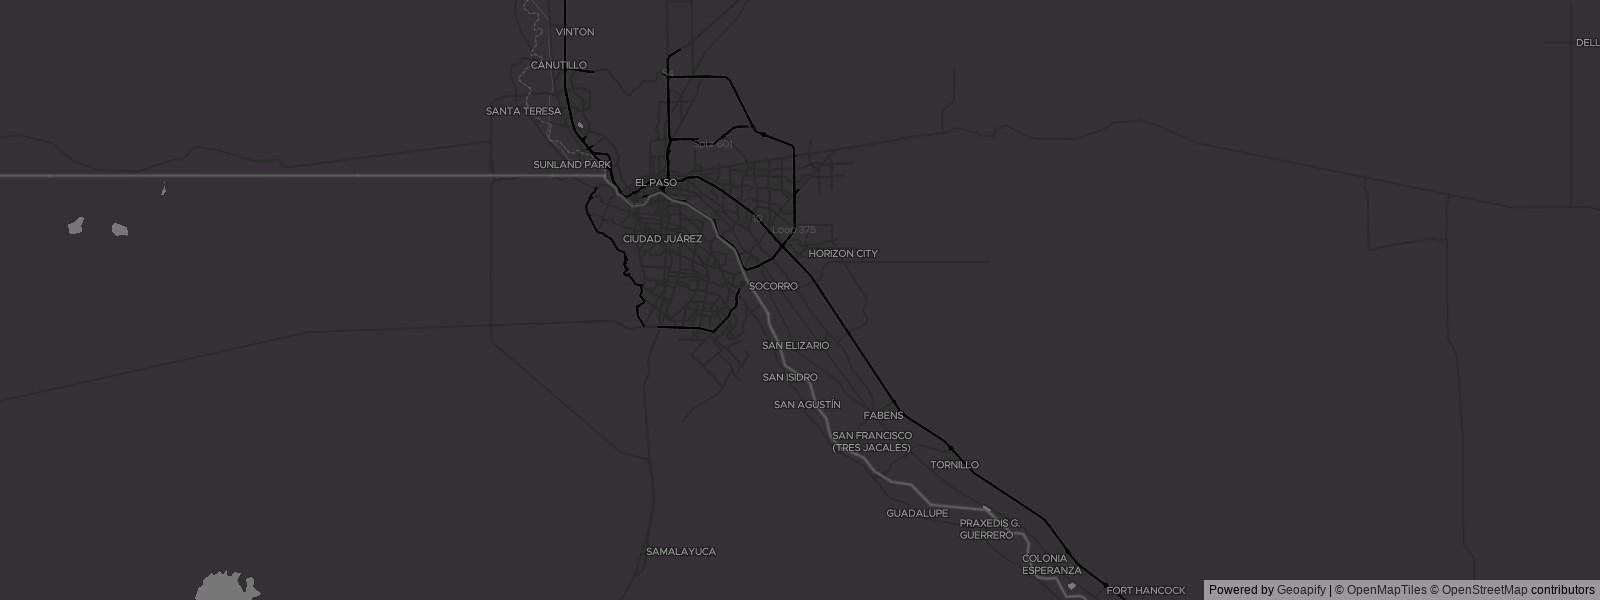 VINTON
DELL
CANUTILLO
54
SANTA TERESA
Spur 601
SUNLAND PARK
EL PASO
10
Loop 375
CIUDAD JUÁREZ
HORIZON CITY
SOCORRO
SAN ELIZARIO
SAN ISIDRO
SAN AGUSTÍN
FABENS
SAN FRANCISCO
(TRES JACALES)
TORNILLO
GUADALUPE
PRAXEDIS G.
GUERRERO
SAMALAYUCA
COLONIA
ESPERANZA
FORT HANCOCK
Powered by Geoapify | © OpenMapTiles © OpenStreetMap contributors